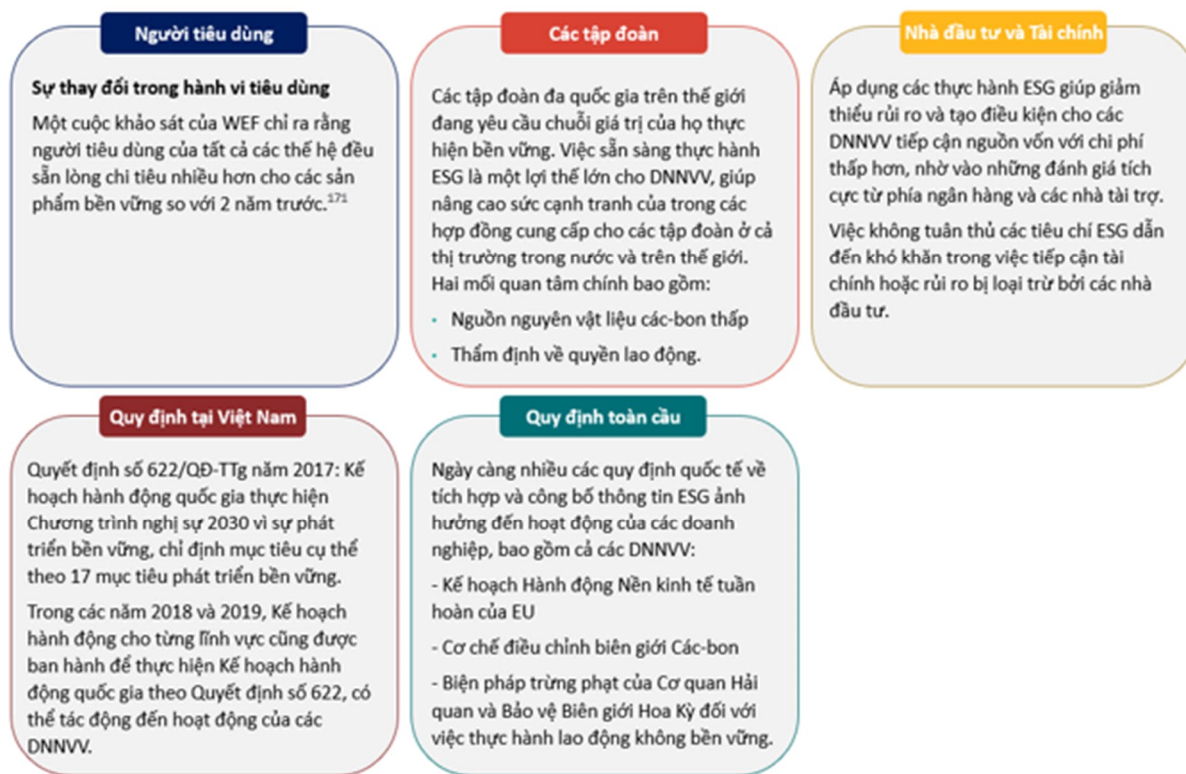 Người tiêu dùng
Sự thay đổi trong hành vi tiêu dùng
Một cuộc khảo sát của WEF chỉ ra rằng
người tiêu dùng của tất cả các thế hệ đều
sẵn lòng chi tiêu nhiều hơn cho các sản
phẩm bền vững so với 2 năm trước.171
Các tập đoàn
Các tập đoàn đa quốc gia trên thế giới
đang yêu cầu chuỗi giá trị của họ thực
hiện bền vững. Việc sẵn sàng thực hành
ESG là một lợi thế lớn cho DNNVV, giúp
nâng cao sức cạnh tranh của trong các
hợp đồng cung cấp cho các tập đoàn ở cả
thị trường trong nước và trên thế giới.
Hai mối quan tâm chính bao gồm:
• Nguồn nguyên vật liệu các-bon thấp
• Thẩm định về quyền lao động.
Nhà đầu tư và Tài chính
Áp dụng các thực hành ESG giúp giảm
thiểu rủi ro và tạo điều kiện cho các
DNNVV tiếp cận nguồn vốn với chi phí
thấp hơn, nhờ vào những đánh giá tích
cực từ phía ngân hàng và các nhà tài trợ.
Việc không tuân thủ các tiêu chí ESG dẫn
đến khó khăn trong việc tiếp cận tài
chính hoặc rủi ro bị loại trừ bởi các nhà
đầu tư.
Quy định tại Việt Nam
Quyết định số 622/QĐ-TTg năm 2017: Kế
hoạch hành động quốc gia thực hiện
Chương trình nghị sự 2030 vì sự phát
triển bền vững, chỉ định mục tiêu cụ thể
theo 17 mục tiêu phát triển bền vững.
Trong các năm 2018 và 2019, Kế hoạch
hành động cho từng lĩnh vực cũng được
ban hành để thực hiện Kế hoạch hành
động quốc gia theo Quyết định số 622, có
thể tác động đến hoạt động của các
DNNVV.
Quy định toàn cầu
Ngày càng nhiều các quy định quốc tế về
tích hợp và công bố thông tin ESG ảnh
hưởng đến hoạt động của các doanh
nghiệp, bao gồm cả các DNNVV:
- Kế hoạch Hành động Nền kinh tế tuần
hoàn của EU
- Cơ chế điều chỉnh biên giới Các-bon
- Biện pháp trừng phạt của Cơ quan Hải
quan và Bảo vệ Biên giới Hoa Kỳ đối với
việc thực hành lao động không bền vững.